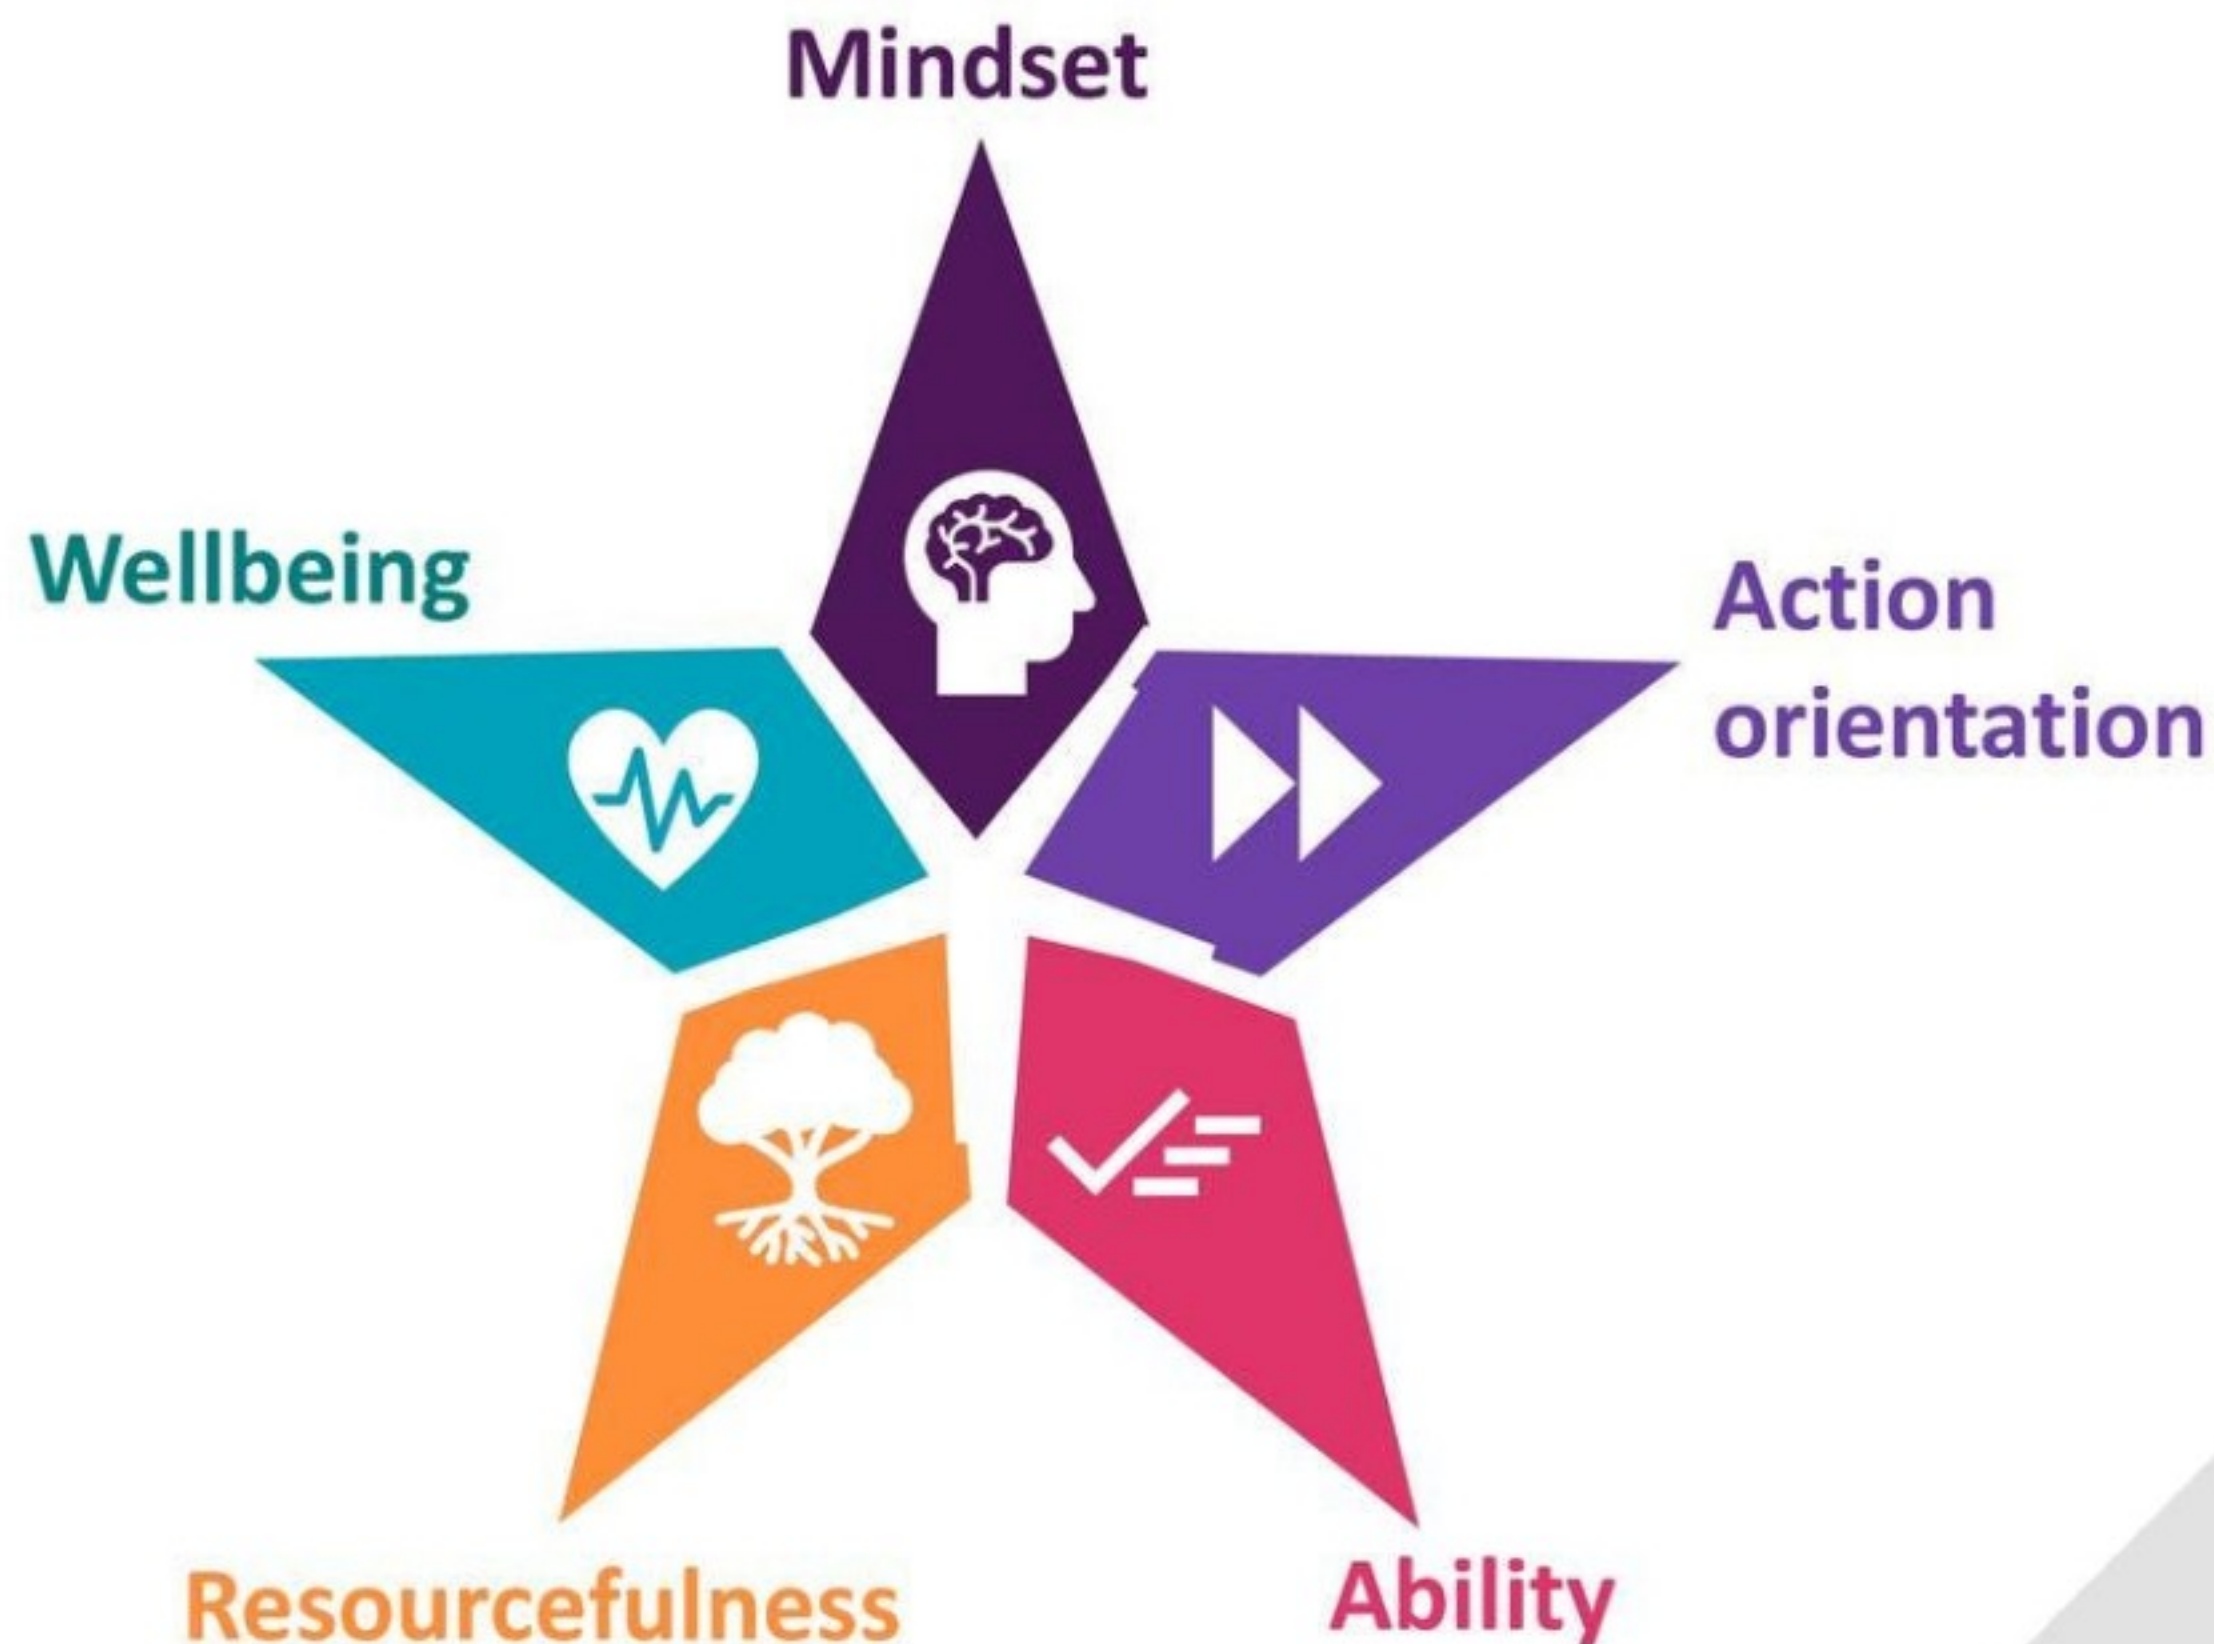 Mindset
Wellbeing
Action
orientation
Resourcefulness
Ability